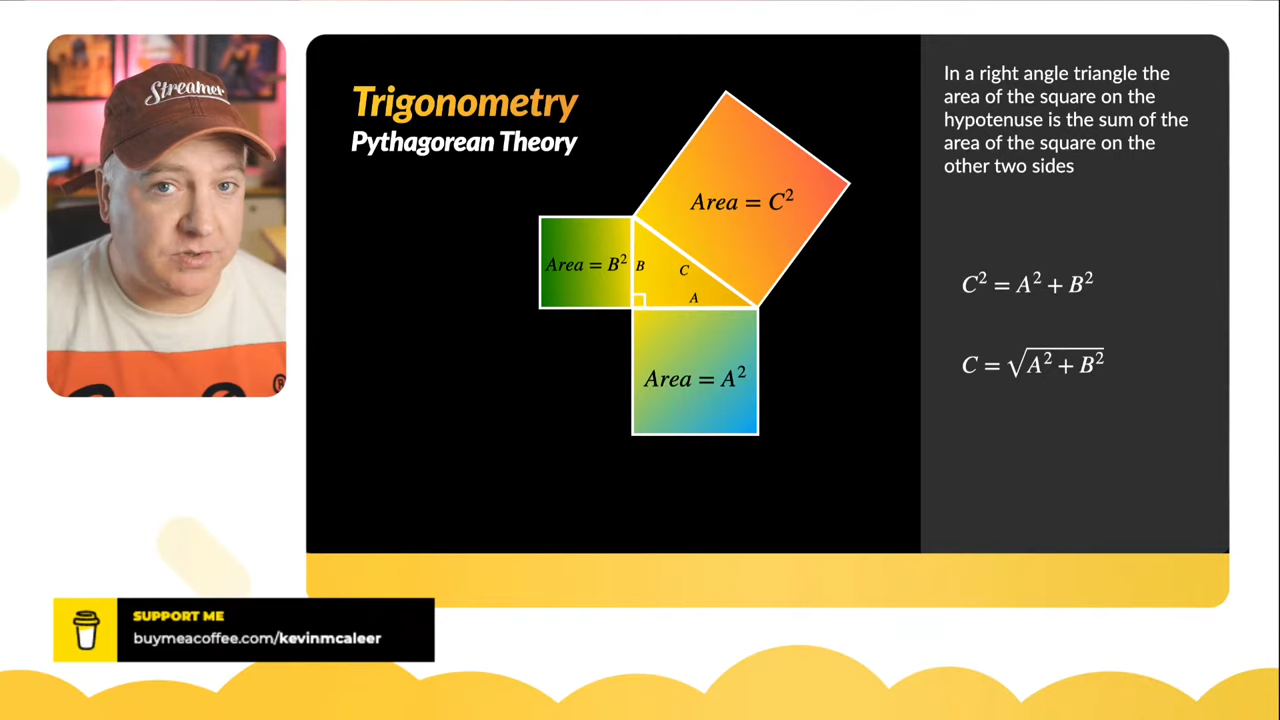 Streamer
Trigonometry
Pythagorean Theory
Area = C²
Area = B²
B
C
A
Area = A²
In a right angle triangle the
area of the square on the
hypotenuse is the sum of the
area of the square on the
other two sides
C² = A² + B²
C = √A² + B²
®
SUPPORT ME
buymeacoffee.com/kevinmcaleer